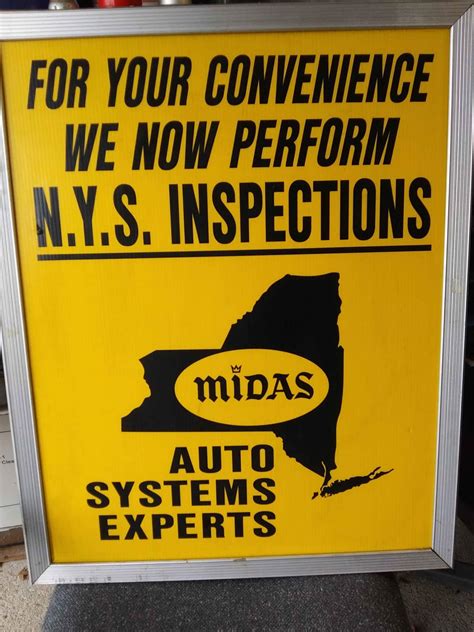 FOR YOUR CONVENIENCE
WE NOW PERFORM
N.Y.S. INSPECTIONS
MiDAS
AUTO
SYSTEMS
EXPERTS